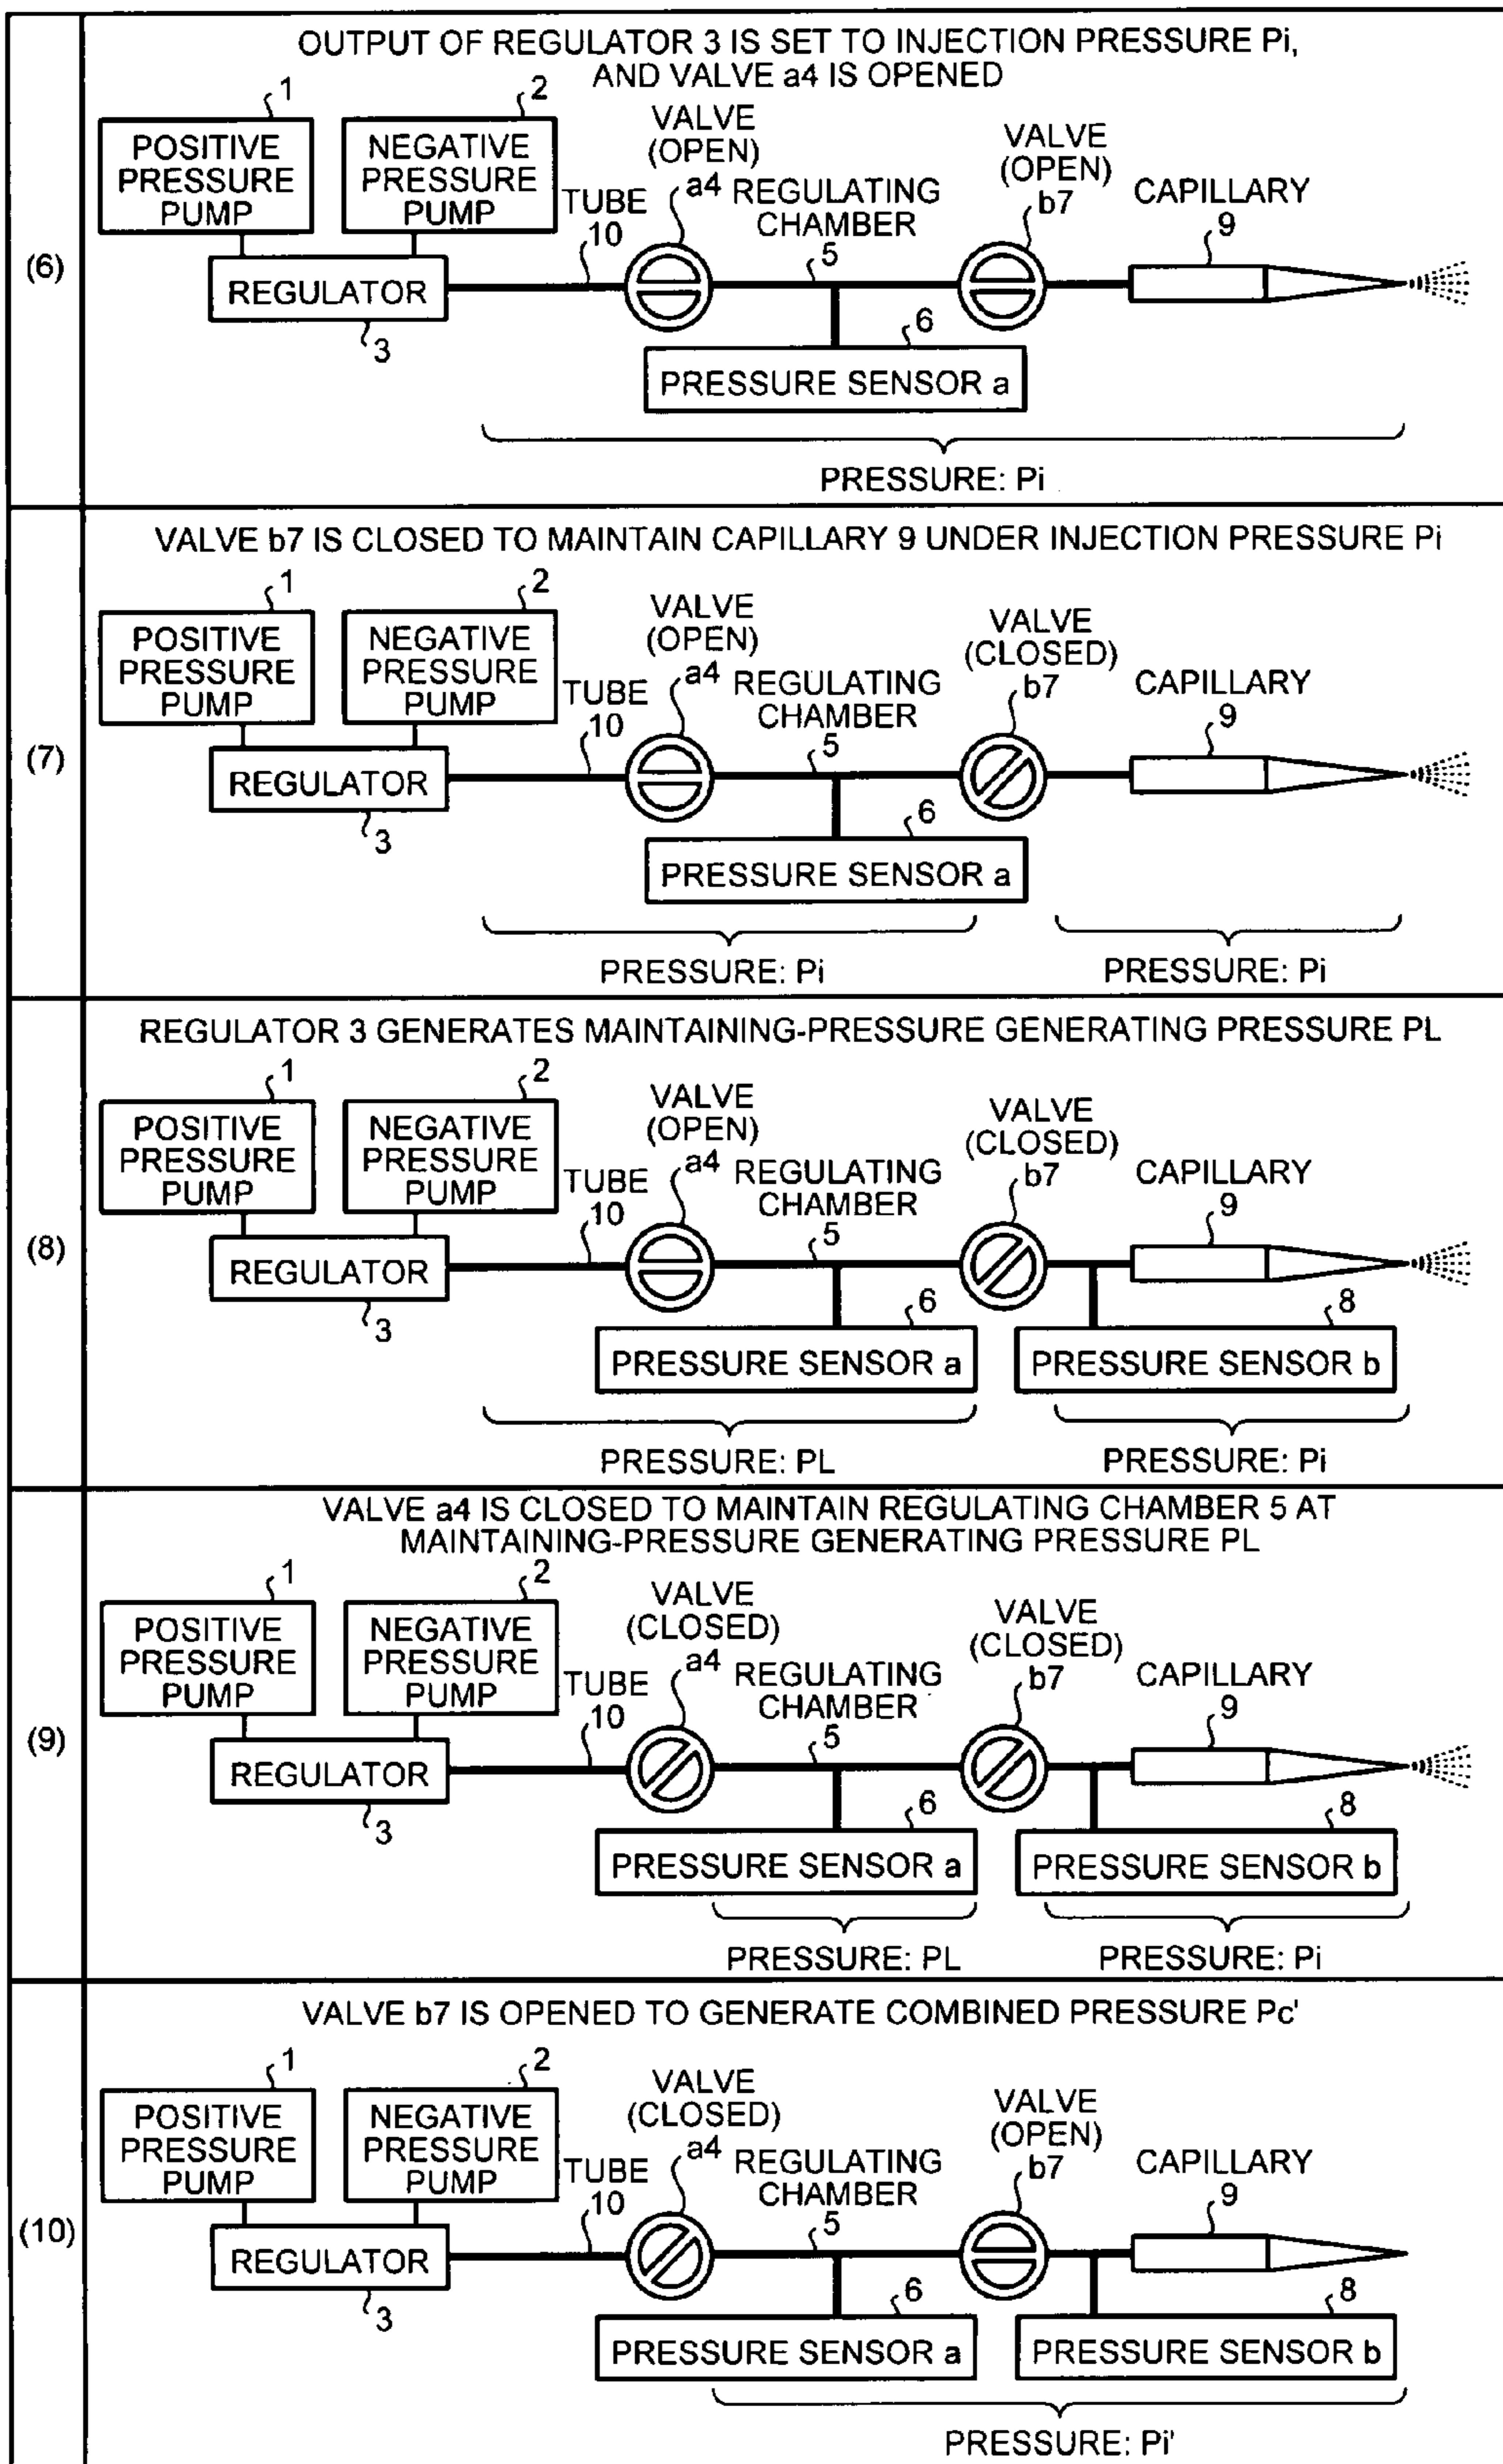 (6)
OUTPUT OF REGULATOR 3 IS SET TO INJECTION PRESSURE Pi,
AND VALVE a4 IS OPENED
1
POSITIVE
PRESSURE
PUMP
2
NEGATIVE
PRESSURE
PUMP
REGULATOR
3
TUBE
10
VALVE
(OPEN)
a4
REGULATING
CHAMBER
5
VALVE
(OPEN)
b7
CAPILLARY
9
6
PRESSURE SENSOR a
PRESSURE: Pi
(7)
VALVE b7 IS CLOSED TO MAINTAIN CAPILLARY 9 UNDER INJECTION PRESSURE Pi
1
POSITIVE
PRESSURE
PUMP
2
NEGATIVE
PRESSURE
PUMP
REGULATOR
3
TUBE
10
VALVE
(OPEN)
a4
REGULATING
CHAMBER
5
VALVE
(CLOSED)
b7
CAPILLARY
9
6
PRESSURE SENSOR a
PRESSURE: Pi
PRESSURE: Pi
(8)
REGULATOR 3 GENERATES MAINTAINING-PRESSURE GENERATING PRESSURE PL
1
POSITIVE
PRESSURE
PUMP
2
NEGATIVE
PRESSURE
PUMP
REGULATOR
3
TUBE
10
VALVE
(OPEN)
a4
REGULATING
CHAMBER
5
VALVE
(CLOSED)
b7
CAPILLARY
9
6
PRESSURE SENSOR a
8
PRESSURE SENSOR b
PRESSURE: PL
PRESSURE: Pi
(9)
VALVE a4 IS CLOSED TO MAINTAIN REGULATING CHAMBER 5 AT
MAINTAINING-PRESSURE GENERATING PRESSURE PL
1
POSITIVE
PRESSURE
PUMP
2
NEGATIVE
PRESSURE
PUMP
REGULATOR
3
TUBE
10
VALVE
(CLOSED)
a4
REGULATING
CHAMBER
5
VALVE
(CLOSED)
b7
CAPILLARY
9
6
PRESSURE SENSOR a
8
PRESSURE SENSOR b
PRESSURE: PL
PRESSURE: Pi
(10)
VALVE b7 IS OPENED TO GENERATE COMBINED PRESSURE Pc'
1
POSITIVE
PRESSURE
PUMP
2
NEGATIVE
PRESSURE
PUMP
REGULATOR
3
TUBE
10
VALVE
(CLOSED)
a4
REGULATING
CHAMBER
5
VALVE
(OPEN)
b7
CAPILLARY
9
6
PRESSURE SENSOR a
8
PRESSURE SENSOR b
PRESSURE: Pi'